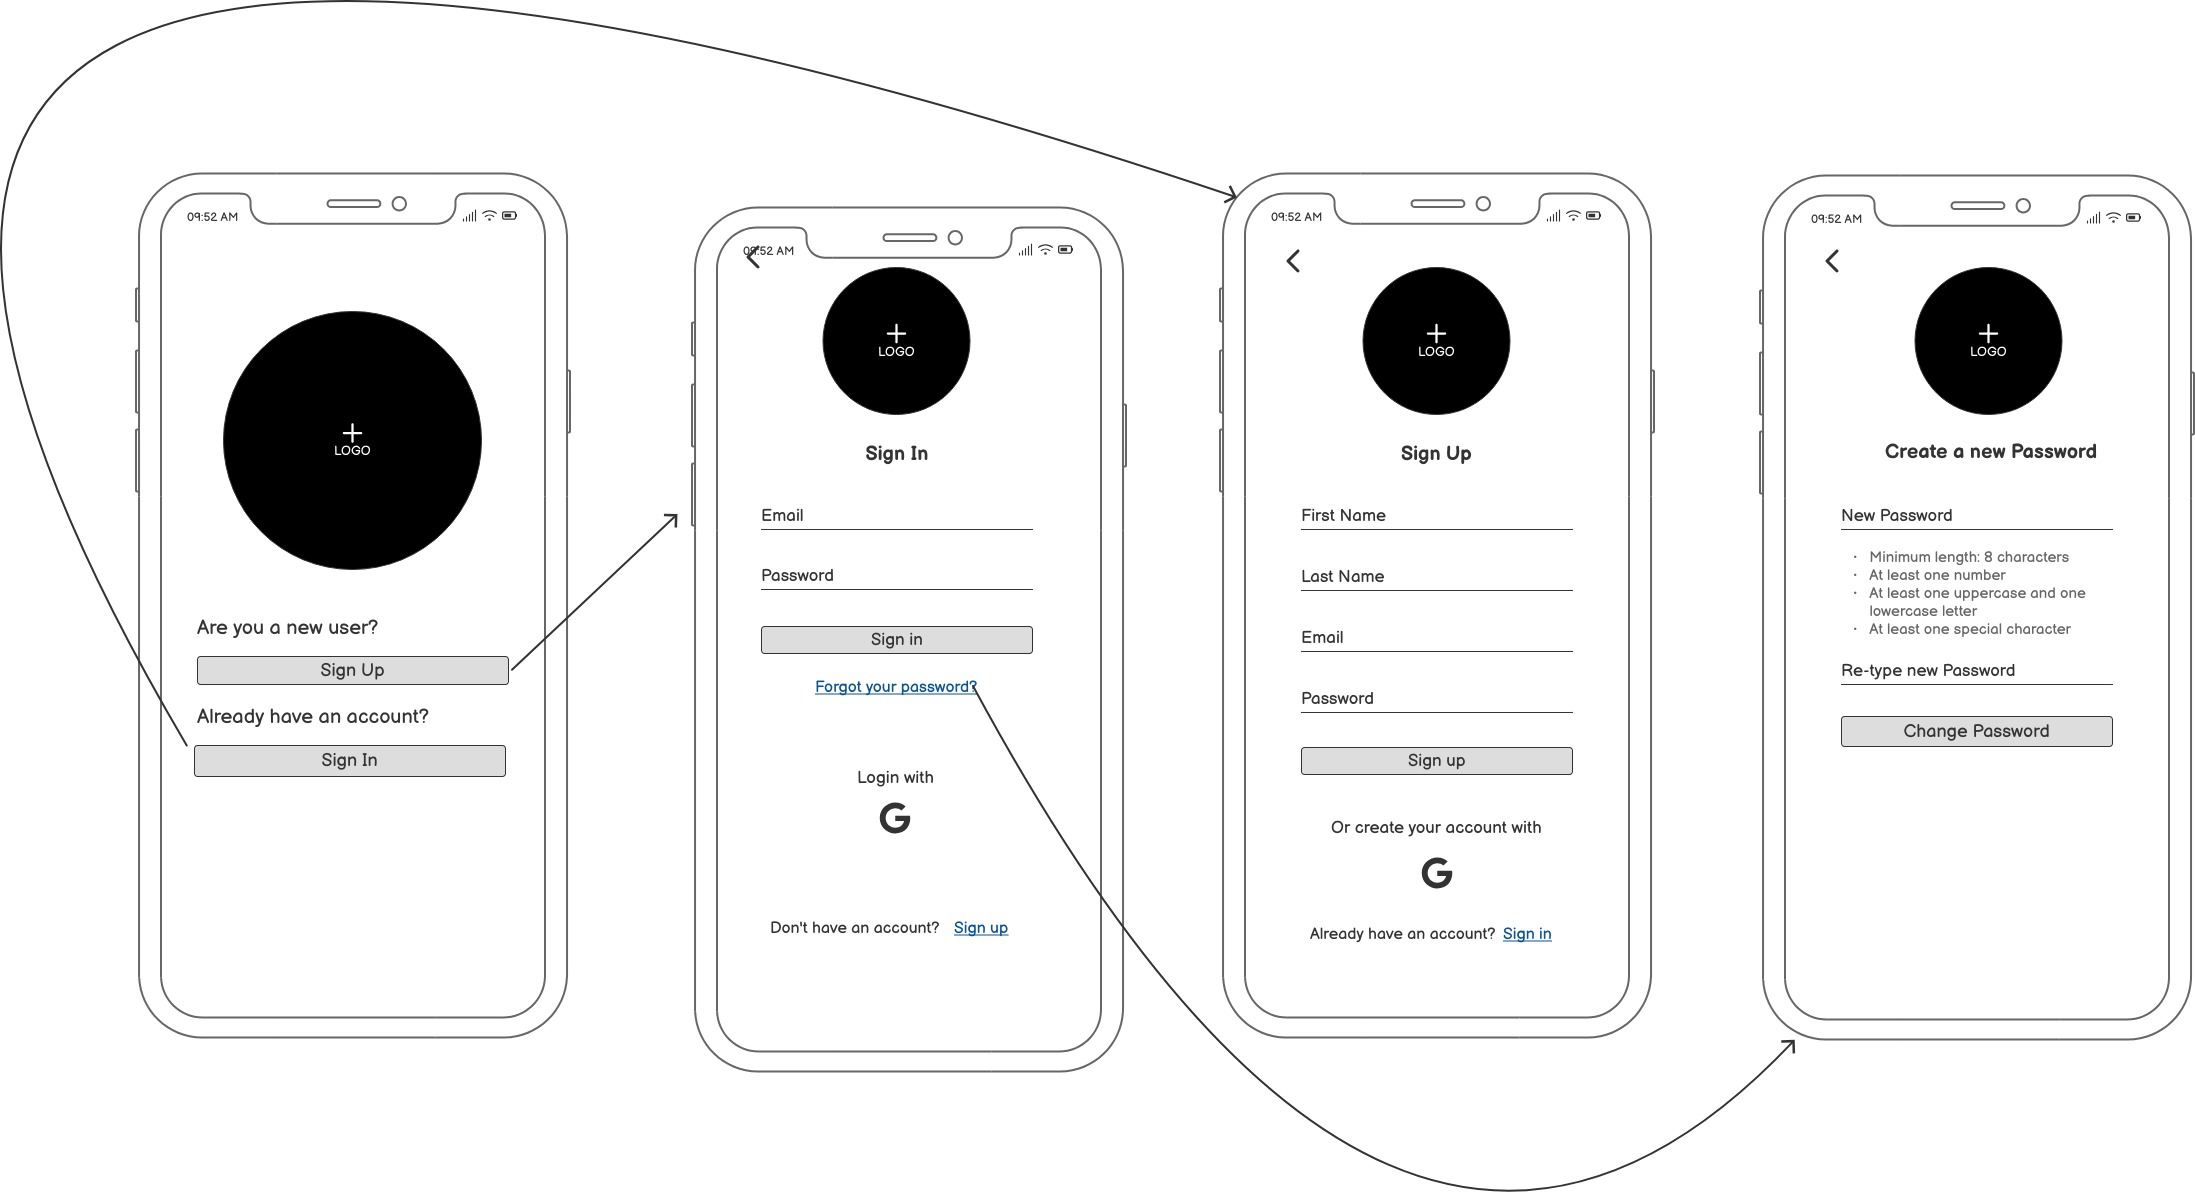 09:52 AM
LOGO
Are you a new user?
Sign Up
Already have an account?
Sign In
09:52 AM
LOGO
Sign In
Email
Password
Sign in
Forgot your password?
Login with
G
Don't have an account? Sign up
09:52 AM
LOGO
Sign Up
First Name
Last Name
Email
Password
Sign up
Or create your account with
G
Already have an account? Sign in
09:52 AM
LOGO
Create a new Password
New Password
· Minimum length: 8 characters
· At least one number
· At least one uppercase and one
lowercase letter
· At least one special character
Re-type new Password
Change Password